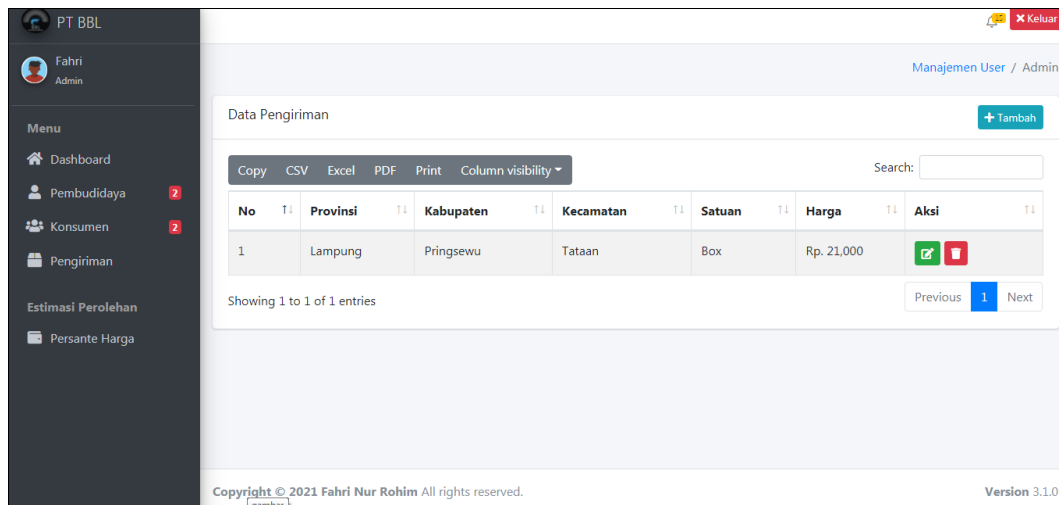 PT BBL
Keluar
Fahri
Admin
Manajemen User / Admin
Menu
Dashboard
Pembudidaya 2
Konsumen 2
Pengiriman
Estimasi Perolehan
Persante Harga
Data Pengiriman
Tambah
Copy CSV Excel PDF Print Column visibility
Search:
No Provinsi Kabupaten Kecamatan Satuan Harga Aksi
1 Lampung Pringsewu Tataan Box Rp. 21,000
Showing 1 to 1 of 1 entries
Previous 1 Next
Copyright © 2021 Fahri Nur Rohim All rights reserved.
Version 3.1.0